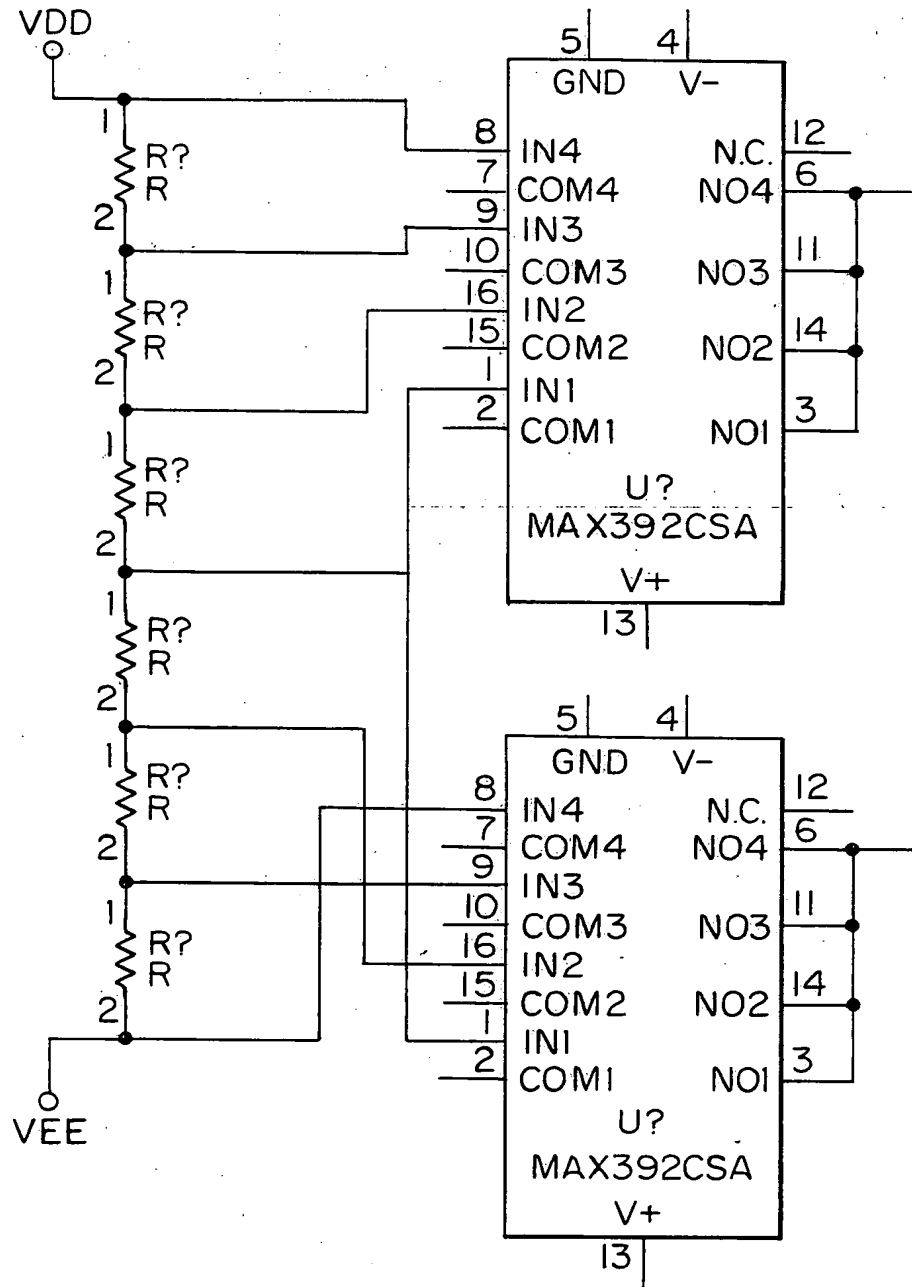 VDD
1
R?
R
2
1
R?
R
2
1
R?
R
2
1
R?
R
2
1
R?
R
2
1
R?
R
2
VEE
5 4
GND V-
8 IN4 N.C. 12
7 COM4 NO4 6
9 IN3
10 COM3 NO3 11
16 IN2
15 COM2 NO2 14
1 IN1
2 COM1 NO1 3
U?
MAX392CSA
V+
13
5 4
GND V-
8 IN4 N.C. 12
7 COM4 NO4 6
9 IN3
10 COM3 NO3 11
16 IN2
15 COM2 NO2 14
1 IN1
2 COM1 NO1 3
U?
MAX392CSA
V+
13